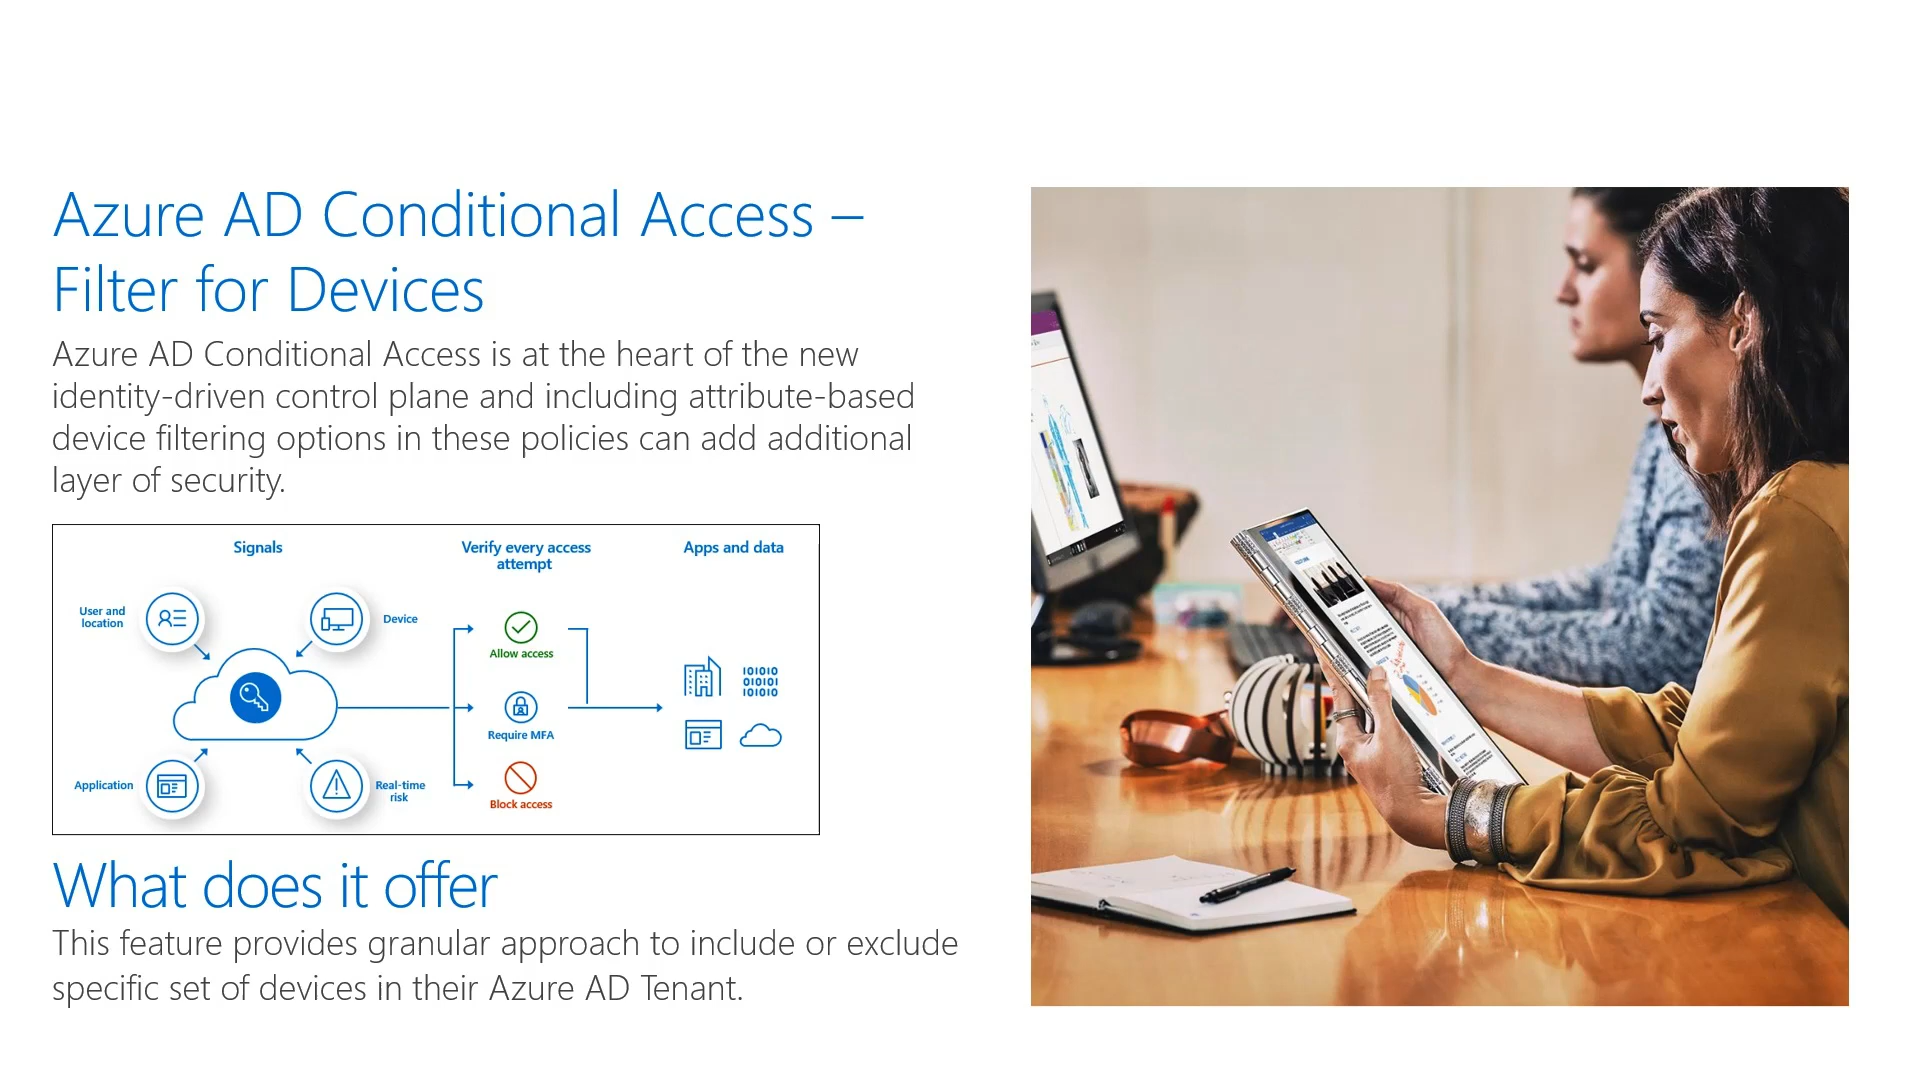 Azure AD Conditional Access –
Filter for Devices
Azure AD Conditional Access is at the heart of the new
identity-driven control plane and including attribute-based
device filtering options in these policies can add additional
layer of security.
Signals
Verify every access
attempt
Apps and data
User and
location
Device
Allow access
Require MFA
Application
Real-time
risk
Block access
IOIOIO
OIOIOI
IOIOIO
What does it offer
This feature provides granular approach to include or exclude
specific set of devices in their Azure AD Tenant.